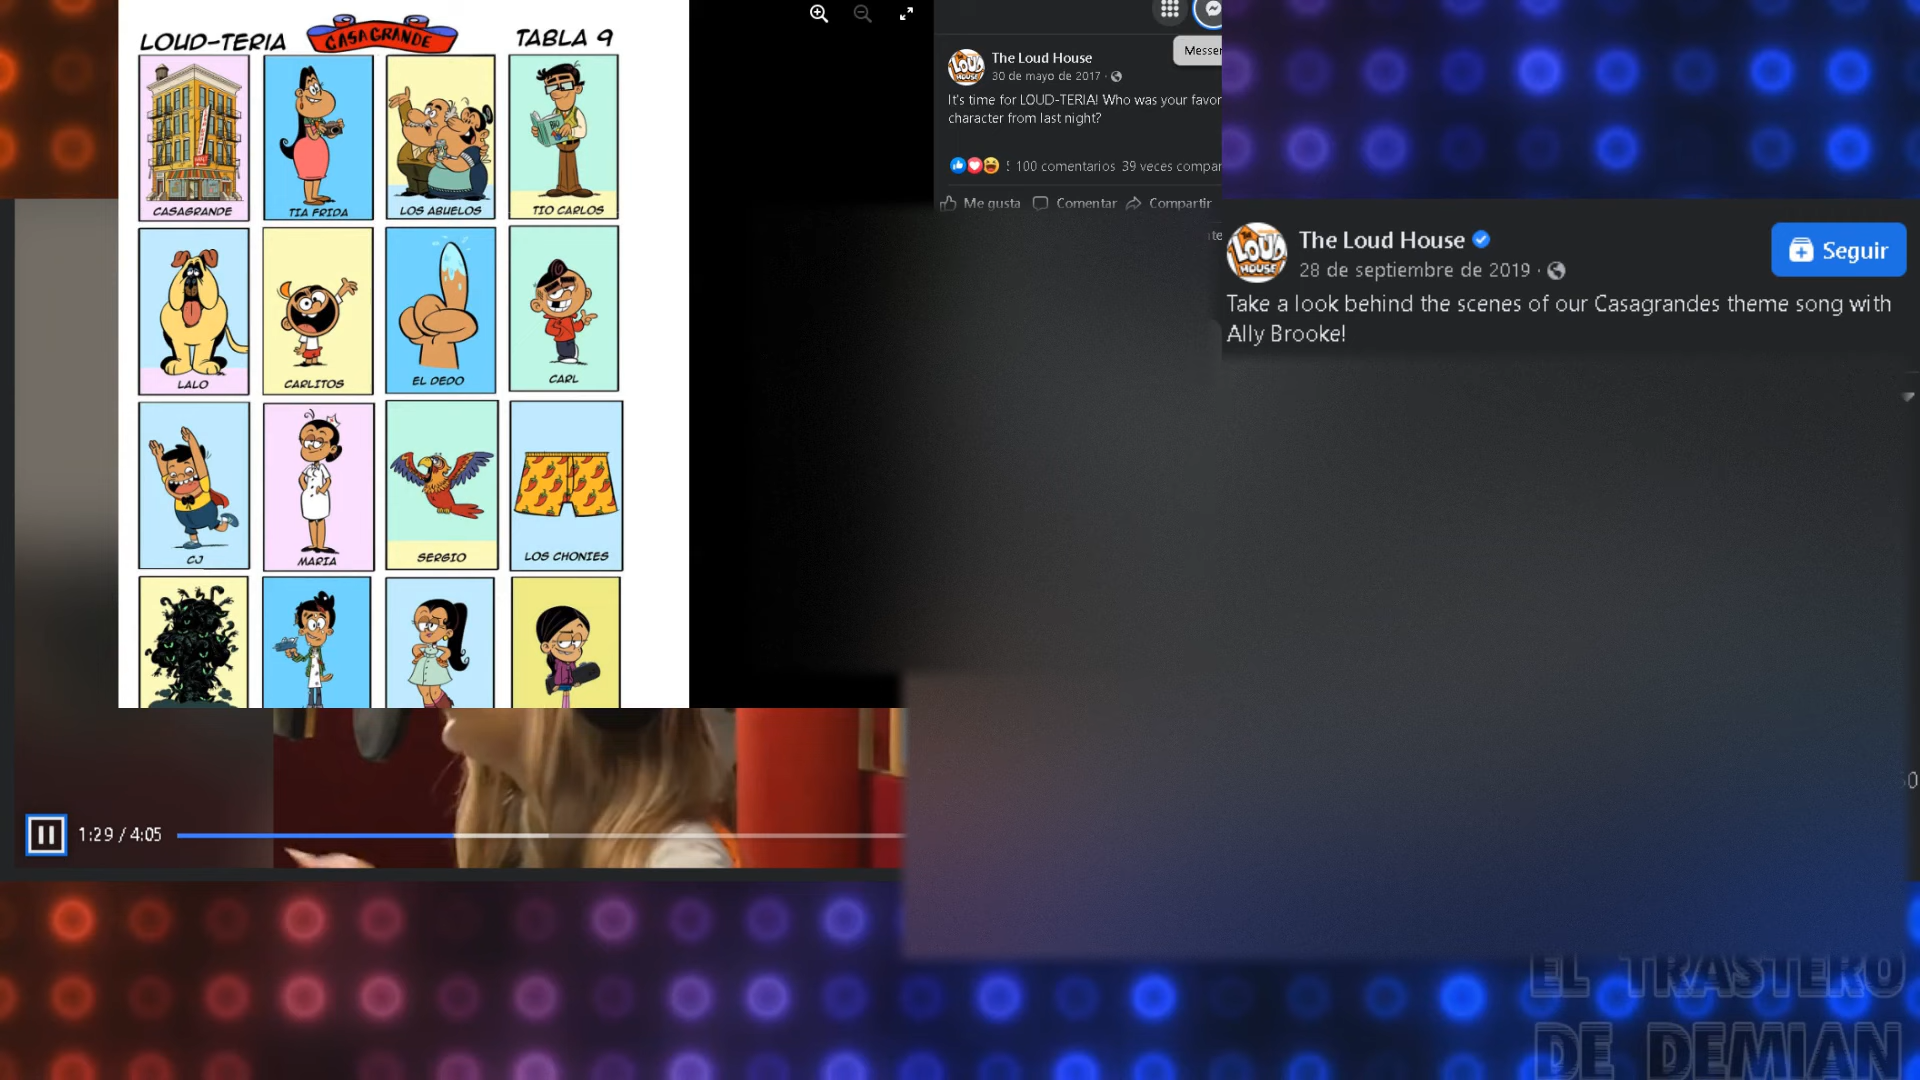 LOUD-TERIA
CASAGRANDE
TABLA 9
CASAGRANDE
TIA FRIDA
LOS ABUELOS
TIO CARLOS
BIO
LALO
CARLITOS
EL DEDO
CARL
CJ
MARIA
SERGIO
LOS CHONIES
The Loud House
30 de mayo de 2017
It's time for LOUD-TERIA! Who was your favor
character from last night?
100 comentarios 39 veces compar
Me gusta Comentar Compartir
Messen
LOUD HOUSE
The Loud House
28 de septiembre de 2019
Seguir
Take a look behind the scenes of our Casagrandes theme song with
Ally Brooke!
1:29 / 4:05
EL TRASTERO
DE DEMIAN